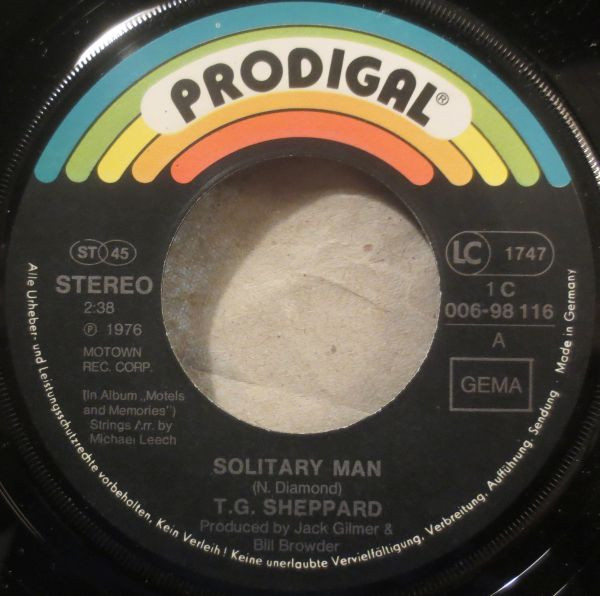 PRODIGAL®
ST 45
STEREO
2:38
℗ 1976
MOTOWN
REC. CORP.
(In Album „Motels
and Memories")
Strings Arr. by
Michael Leech
LC 1747
1 C
006-98 116
A
GEMA
SOLITARY MAN
(N. Diamond)
T.G. SHEPPARD
Produced by Jack Gilmer &
Bill Browder
Alle Urheber- und Leistungsschutzrechte vorbehalten, Kein Verleih! Keine unerlaubte Vervielfältigung, Verbreitung, Aufführung, Sendung · Made in Germany